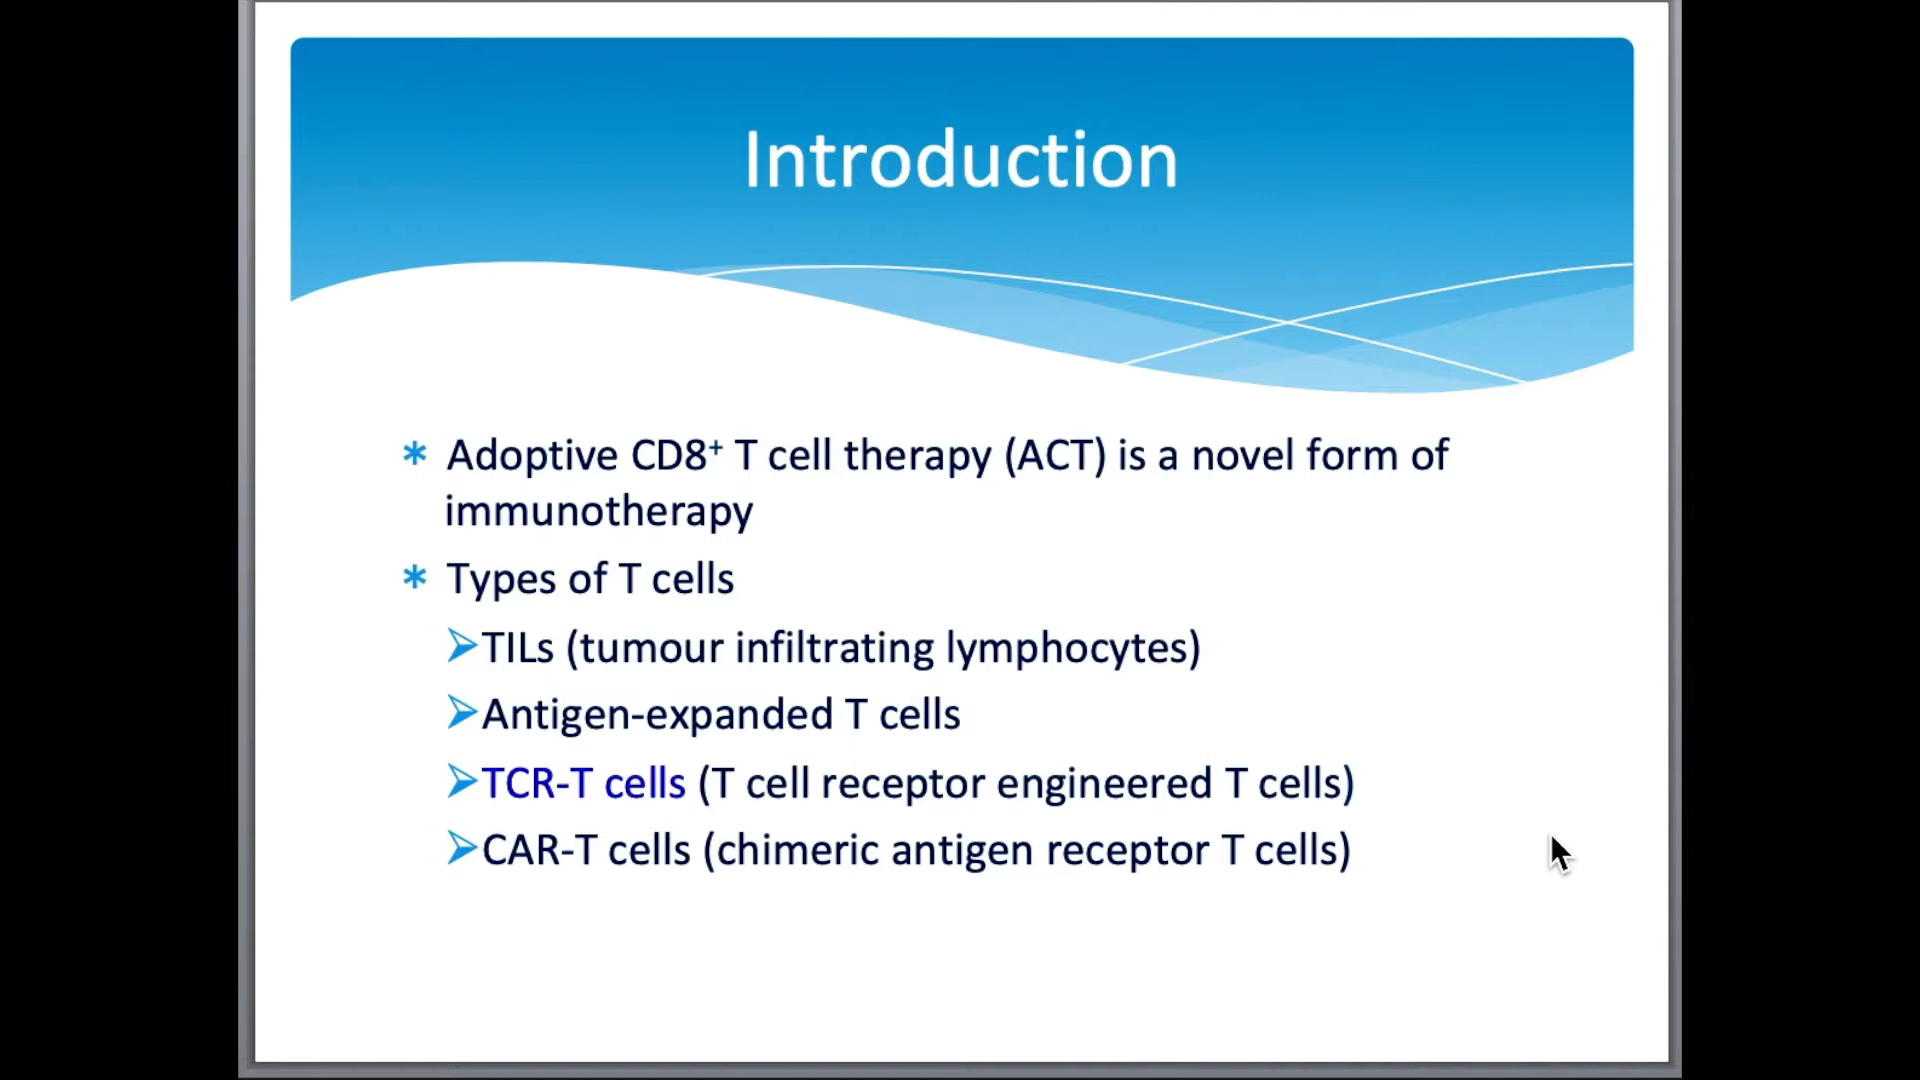 Introduction
* Adoptive CD8⁺ T cell therapy (ACT) is a novel form of
immunotherapy
* Types of T cells
➢TILs (tumour infiltrating lymphocytes)
➢Antigen-expanded T cells
➢TCR-T cells (T cell receptor engineered T cells)
➢CAR-T cells (chimeric antigen receptor T cells)